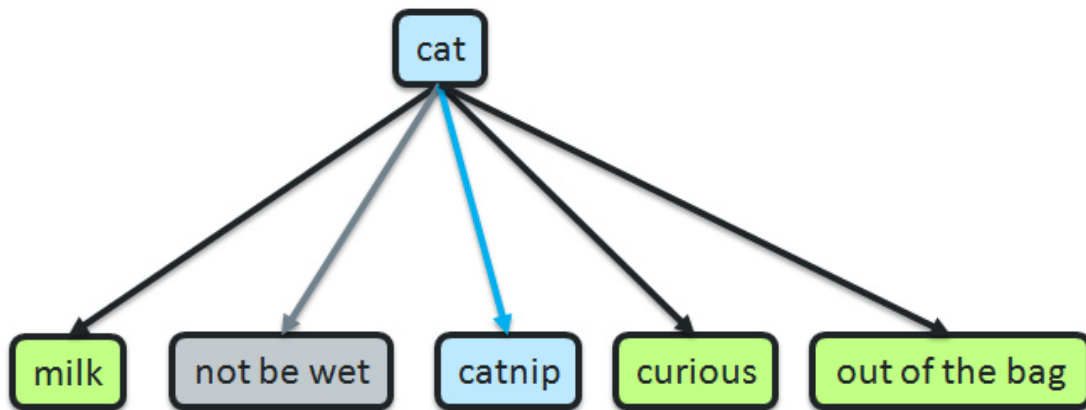 cat
milk
not be wet
catnip
curious
out of the bag